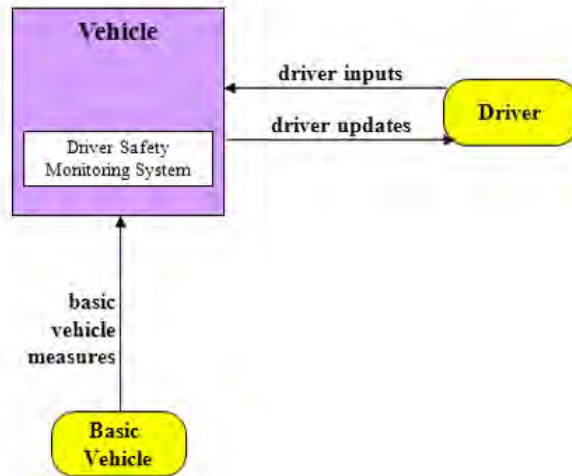 Vehicle
driver inputs
Driver
driver updates
Driver Safety
Monitoring System
basic
vehicle
measures
Basic
Vehicle